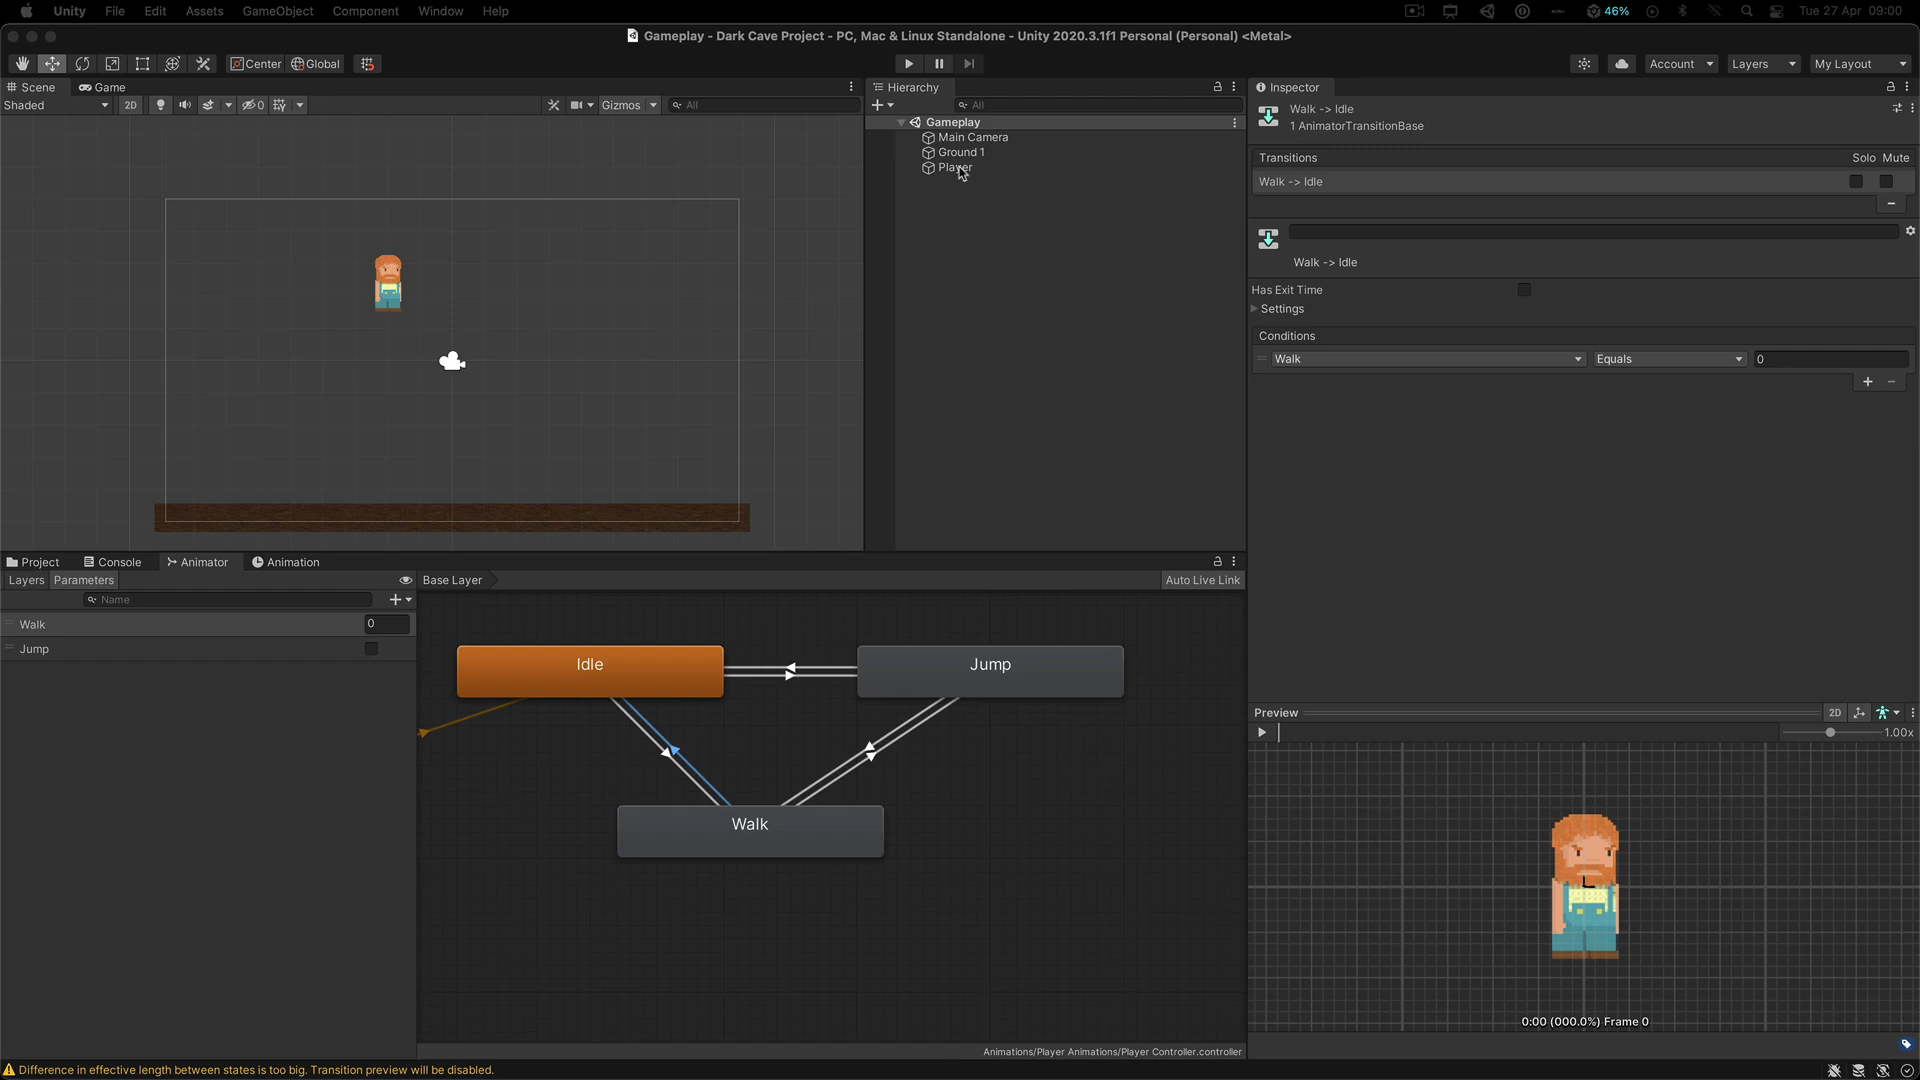 Unity File Edit Assets GameObject Component Window Help 46% Tue 27 Apr 09:00
Gameplay - Dark Cave Project - PC, Mac & Linux Standalone - Unity 2020.3.1f1 Personal (Personal) <Metal>
Center Global Account Layers My Layout
Scene Game
Shaded 2D 0 Gizmos All
Hierarchy
All
Gameplay
Main Camera
Ground 1
Player
Inspector
Walk -> Idle
1 AnimatorTransitionBase
Transitions Solo Mute
Walk -> Idle
Walk -> Idle
Has Exit Time
Settings
Conditions
Walk Equals 0
Project Console Animator Animation
Layers Parameters
Name
Walk 0
Jump
Base Layer Auto Live Link
Idle
Jump
Walk
Animations/Player Animations/Player Controller.controller
Preview 2D
1.00x
0:00 (000.0%) Frame 0
Difference in effective length between states is too big. Transition preview will be disabled.